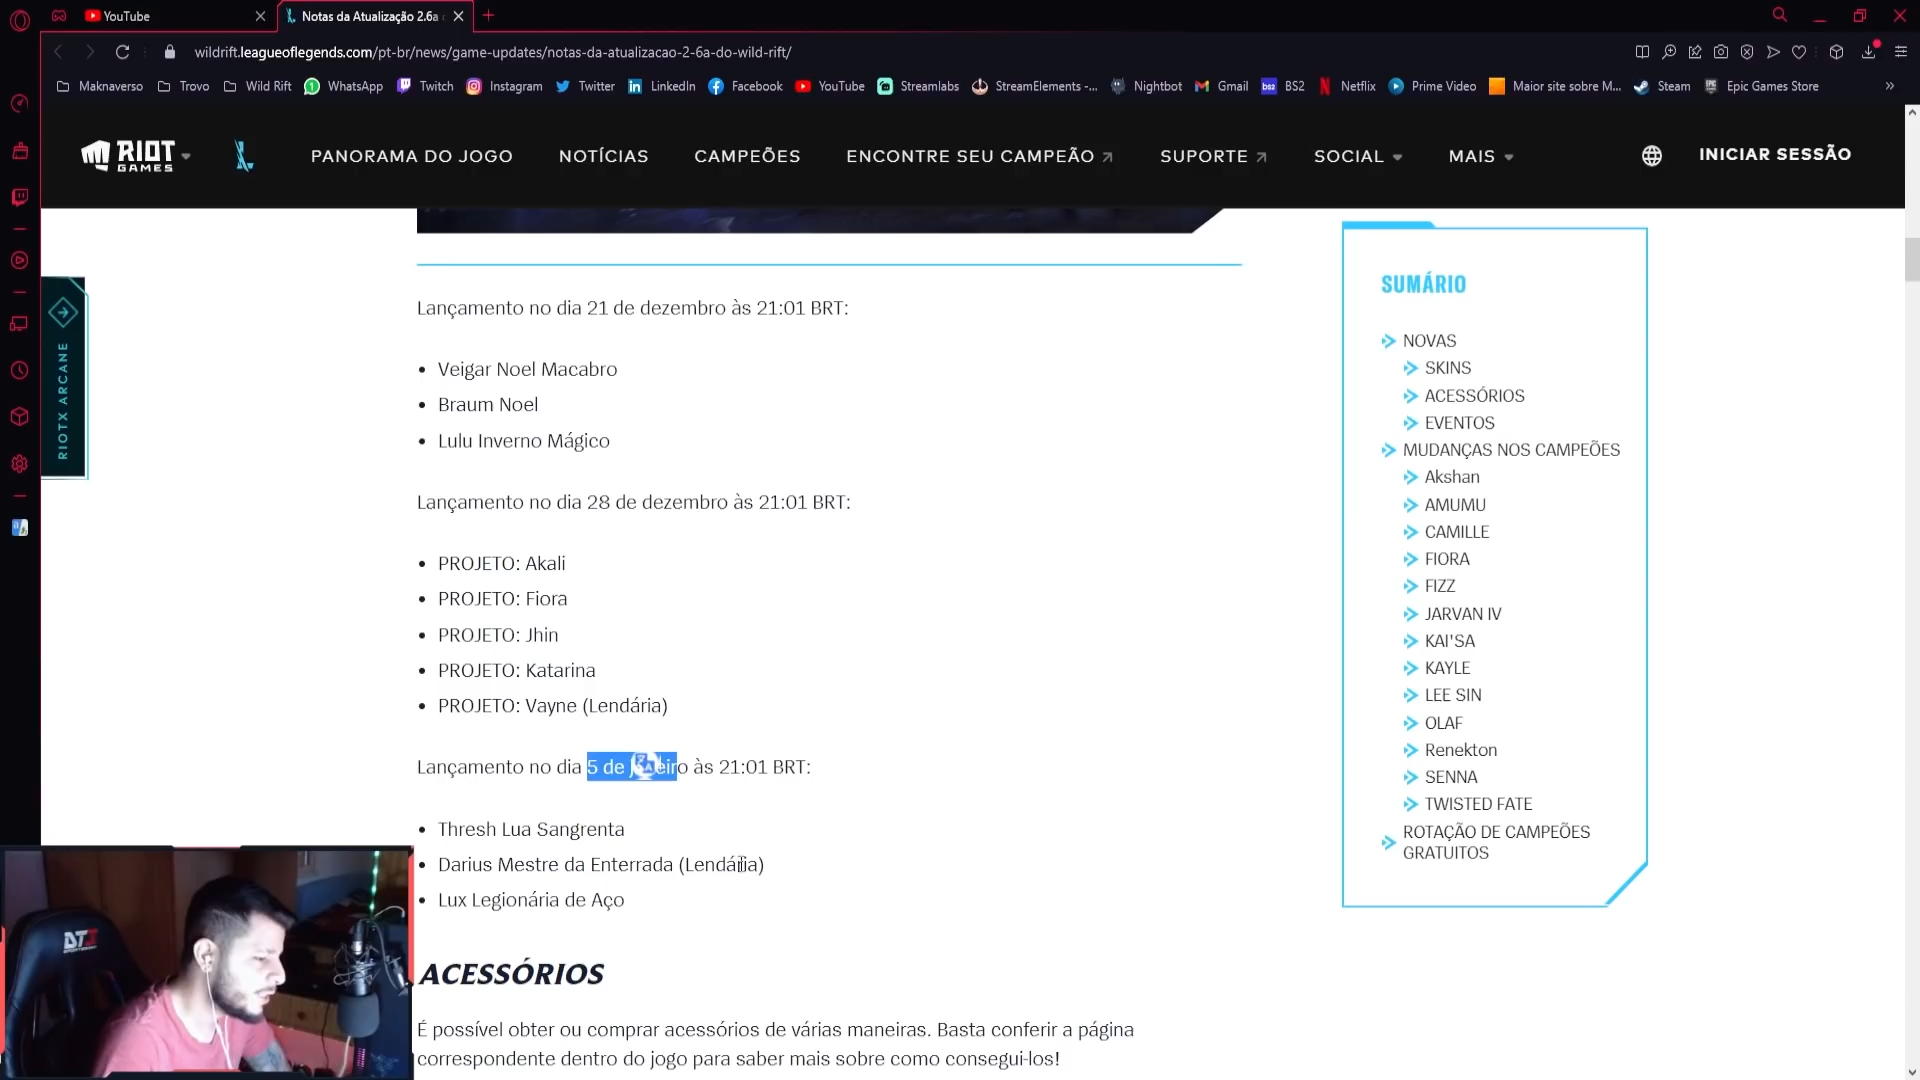 YouTube
Notas da Atualização 2.6a
wildrift.leagueoflegends.com/pt-br/news/game-updates/notas-da-atualizacao-2-6a-do-wild-rift/
Maknaverso Trovo Wild Rift WhatsApp Twitch Instagram Twitter LinkedIn Facebook YouTube Streamlabs StreamElements -... Nightbot Gmail BS2 Netflix Prime Video Maior site sobre M... Steam Epic Games Store
RIOT GAMES
PANORAMA DO JOGO NOTÍCIAS CAMPEÕES ENCONTRE SEU CAMPEÃO SUPORTE SOCIAL MAIS INICIAR SESSÃO
RIOTX ARCANE
Lançamento no dia 21 de dezembro às 21:01 BRT:
• Veigar Noel Macabro
• Braum Noel
• Lulu Inverno Mágico
Lançamento no dia 28 de dezembro às 21:01 BRT:
• PROJETO: Akali
• PROJETO: Fiora
• PROJETO: Jhin
• PROJETO: Katarina
• PROJETO: Vayne (Lendária)
Lançamento no dia 5 de janeiro às 21:01 BRT:
• Thresh Lua Sangrenta
• Darius Mestre da Enterrada (Lendária)
• Lux Legionária de Aço
ACESSÓRIOS
É possível obter ou comprar acessórios de várias maneiras. Basta conferir a página
correspondente dentro do jogo para saber mais sobre como consegui-los!
SUMÁRIO
NOVAS
SKINS
ACESSÓRIOS
EVENTOS
MUDANÇAS NOS CAMPEÕES
Akshan
AMUMU
CAMILLE
FIORA
FIZZ
JARVAN IV
KAI'SA
KAYLE
LEE SIN
OLAF
Renekton
SENNA
TWISTED FATE
ROTAÇÃO DE CAMPEÕES
GRATUITOS